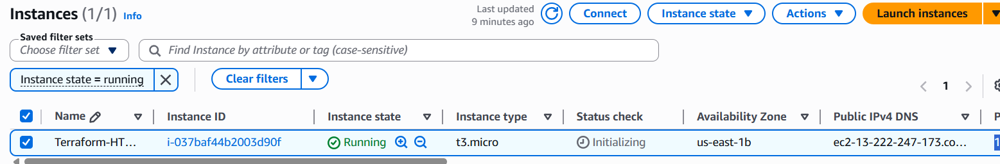 Instances (1/1) Info
Last updated
9 minutes ago
Connect
Instance state
Actions
Launch instances
Saved filter sets
Choose filter set
Find Instance by attribute or tag (case-sensitive)
Instance state = running
Clear filters
1
Name Instance ID Instance state Instance type Status check Availability Zone Public IPv4 DNS P
Terraform-HT... i-037baf44b2003d90f Running t3.micro Initializing us-east-1b ec2-13-222-247-173.co... 1